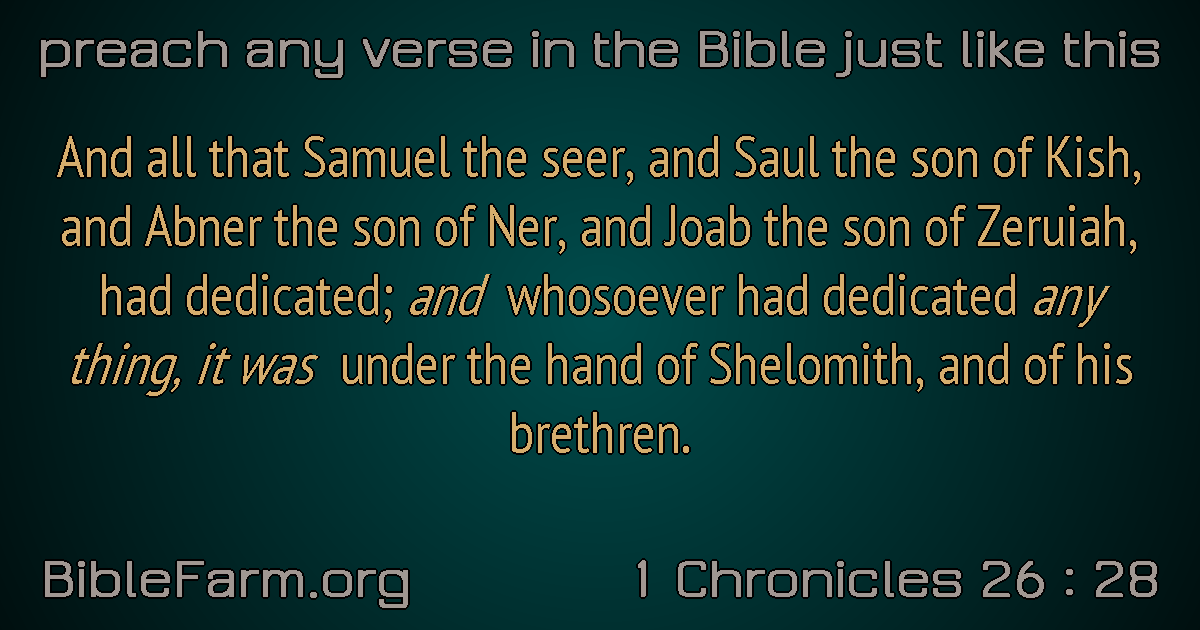 preach any verse in the Bible just like this
And all that Samuel the seer, and Saul the son of Kish,
and Abner the son of Ner, and Joab the son of Zeruiah,
had dedicated; and whosoever had dedicated any
thing, it was under the hand of Shelomith, and of his
brethren.
BibleFarm.org 1 Chronicles 26 : 28